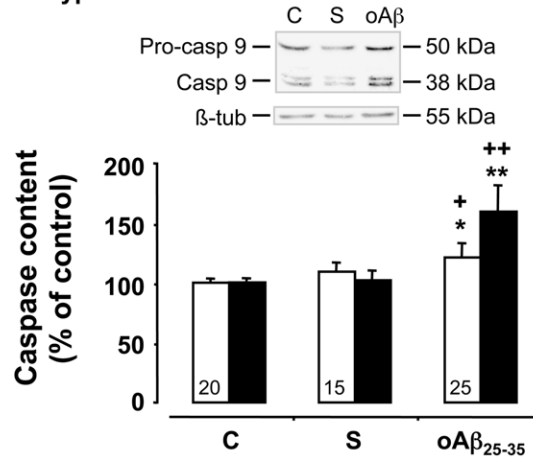 C S oAβ
Pro-casp 9 50 kDa
Casp 9 38 kDa
ß-tub 55 kDa
Caspase content
(% of control)
200
150
100
50
0
++
**
+
*
20 15 25
C S oAβ25-35